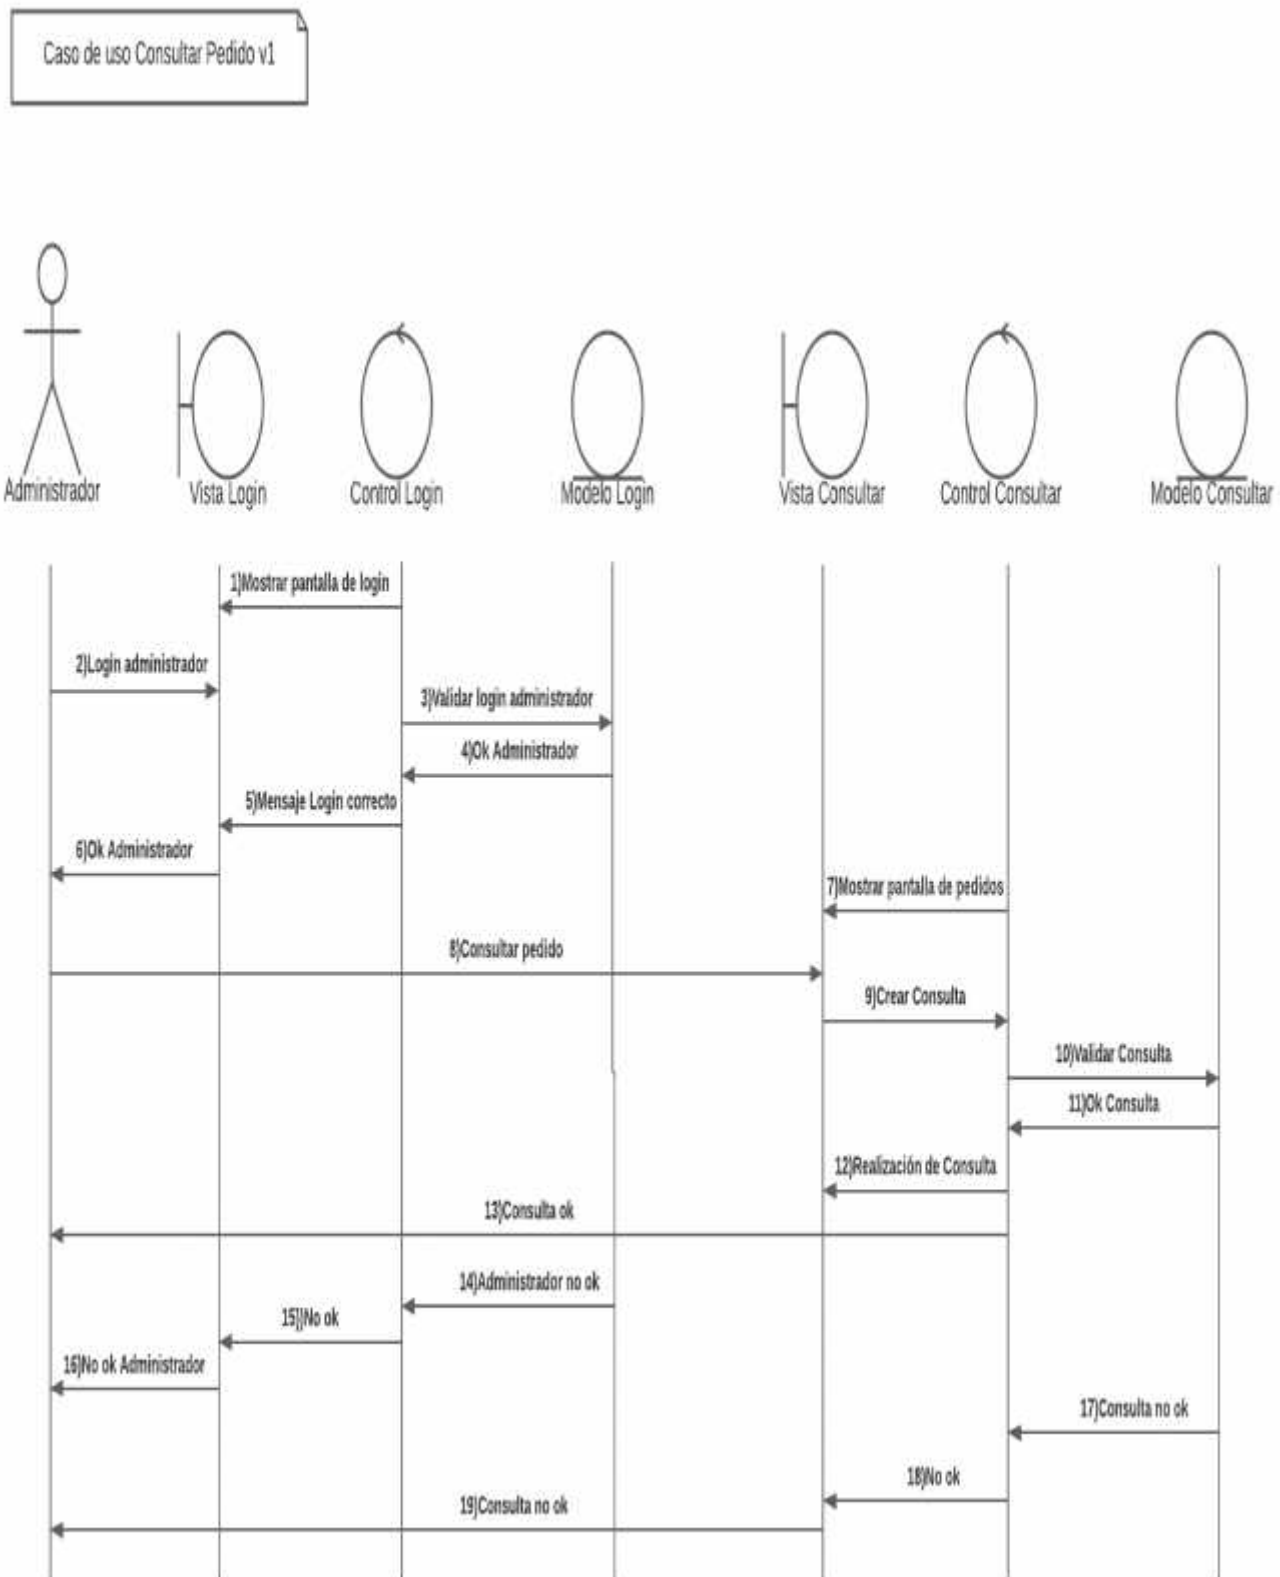 Caso de uso Consultar Pedido v1
Administrador
Vista Login
Control Login
Modelo Login
Vista Consultar
Control Consultar
Modelo Consultar
1)Mostrar pantalla de login
2)Login administrador
3)Validar login administrador
4)Ok Administrador
5)Mensaje Login correcto
6)Ok Administrador
7)Mostrar pantalla de pedidos
8)Consultar pedido
9)Crear Consulta
10)Validar Consulta
11)Ok Consulta
12)Realización de Consulta
13)Consulta ok
14)Administrador no ok
15))No ok
16)No ok Administrador
17)Consulta no ok
18)No ok
19)Consulta no ok